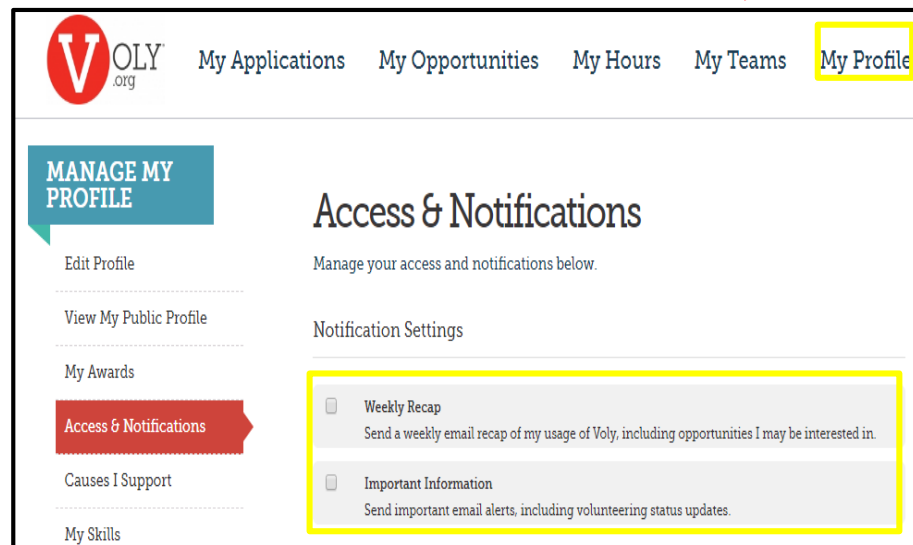 VOLY
.org
My Applications
My Opportunities
My Hours
My Teams
My Profile
MANAGE MY
PROFILE
Edit Profile
View My Public Profile
My Awards
Access & Notifications
Causes I Support
My Skills
Access & Notifications
Manage your access and notifications below.
Notification Settings
Weekly Recap
Send a weekly email recap of my usage of Voly, including opportunities I may be interested in.
Important Information
Send important email alerts, including volunteering status updates.